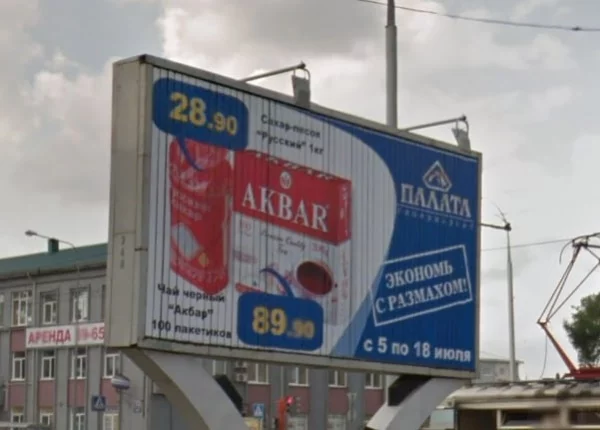 28.90
Сахар-песок
"Русский" 1кг
AKBAR
ПАЛАТА
ЭКОНОМЬ
С РАЗМАХОМ!
Чай черный
"Акбар"
100 пакетиков
89.90
с 5 по 18 июля
АРЕНДА